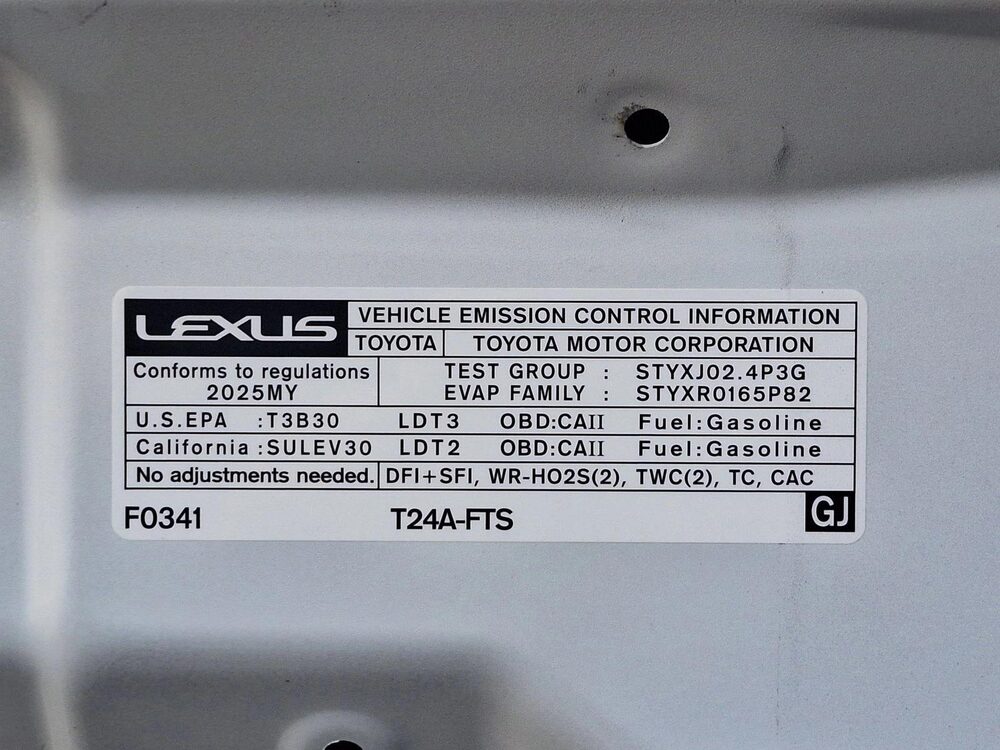 LEXUS VEHICLE EMISSION CONTROL INFORMATION
TOYOTA TOYOTA MOTOR CORPORATION
Conforms to regulations TEST GROUP : STYXJ02.4P3G
2025MY EVAP FAMILY : STYXR0165P82
U.S.EPA :T3B30 LDT3 OBD:CAII Fuel:Gasoline
California :SULEV30 LDT2 OBD:CAII Fuel:Gasoline
No adjustments needed. DFI+SFI, WR-HO2S(2), TWC(2), TC, CAC
F0341 T24A-FTS GJ